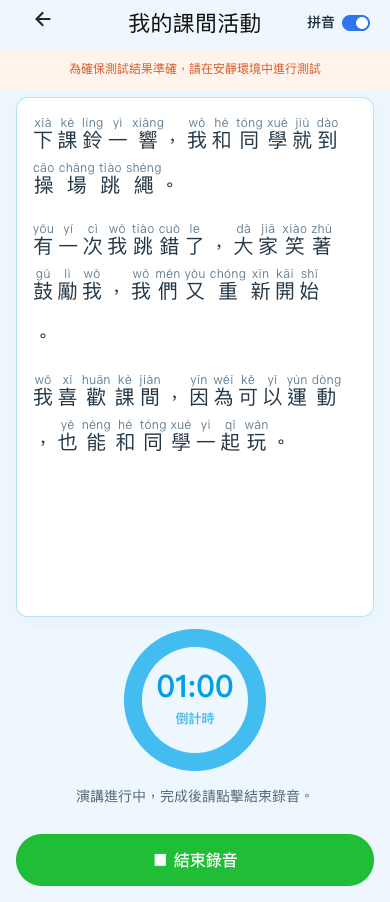 我的課間活動
拼音
為確保測試結果準確，請在安靜環境中進行測試
xià kè líng yì xiǎng wǒ hé tóng xué jiù dào
下課鈴一響，我和同學就到
cāo chǎng tiào shéng
操場跳繩。
yǒu yí cì wǒ tiào cuò le dà jiā xiào zhù
有一次我跳錯了，大家笑著
gǔ lì wǒ wǒ men yòu chóng xīn kāi shǐ
鼓勵我，我們又重新開始
。
wǒ xǐ huān kè jiàn yīn wéi kě yǐ yùn dòng
我喜歡課間，因為可以運動
yě néng hé tóng xué yì qǐ wán
，也能和同學一起玩。
01:00
倒計時
演講進行中，完成後請點擊結束錄音。
結束錄音